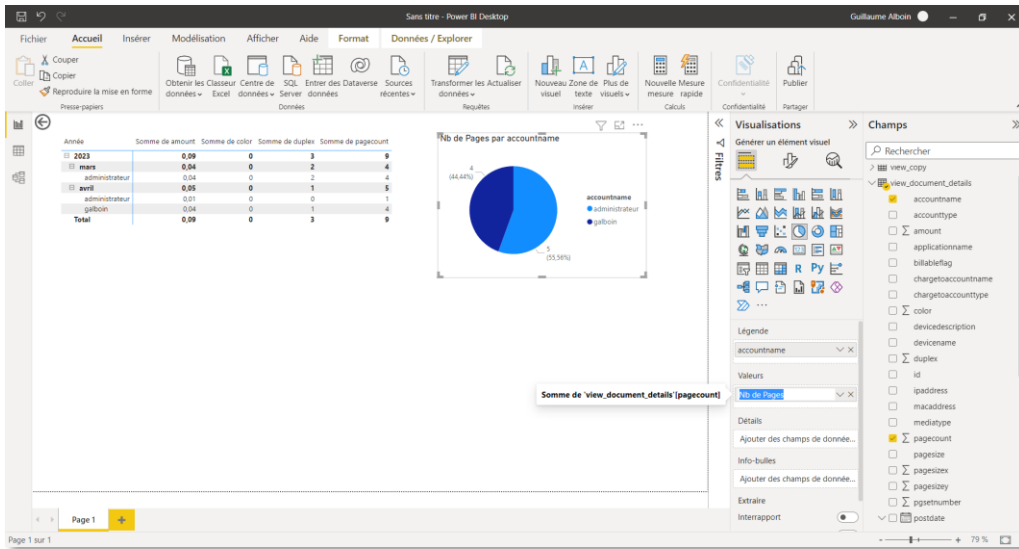 Sans titre - Power BI Desktop
Guillaume Alboin
Fichier Accueil Insérer Modélisation Afficher Aide Format Données / Explorer
Coller
Couper
Copier
Reproduire la mise en forme
Presse-papiers
Obtenir les données
Classeur Excel
Centre de données
SQL Server
Entrer des données
Dataverse
Sources récentes
Données
Transformer les données
Actualiser
Requêtes
Nouveau visuel
Zone de texte
Plus de visuels
Insérer
Nouvelle mesure
Mesure rapide
Calculs
Confidentialité
Confidentialité
Publier
Partager
Année Somme de amount Somme de color Somme de duplex Somme de pagecount
2023 0,09 0 3 9
mars 0,04 0 2 4
administrateur 0,04 0 2 4
avril 0,05 0 1 5
administrateur 0,01 0 0 1
galboin 0,04 0 1 4
Total 0,09 0 3 9
Nb de Pages par accountname
4
(44,44%)
5
(55,56%)
accountname
administrateur
galboin
Filtres
Visualisations
Générer un élément visuel
R Py
Légende
accountname
Valeurs
Nb de Pages
Somme de 'view_document_details'[pagecount]
Détails
Ajouter des champs de donnée...
Info-bulles
Ajouter des champs de donnée...
Extraire
Interrapport
Champs
Rechercher
view_copy
view_document_details
accountname
accounttype
∑ amount
applicationname
billableflag
chargetoaccountname
chargetoaccounttype
∑ color
devicedescription
devicename
∑ duplex
id
ipaddress
macaddress
mediatype
∑ pagecount
pagesize
∑ pagesizex
∑ pagesizey
∑ pgsetnumber
postdate
Page 1
Page 1 sur 1
79 %